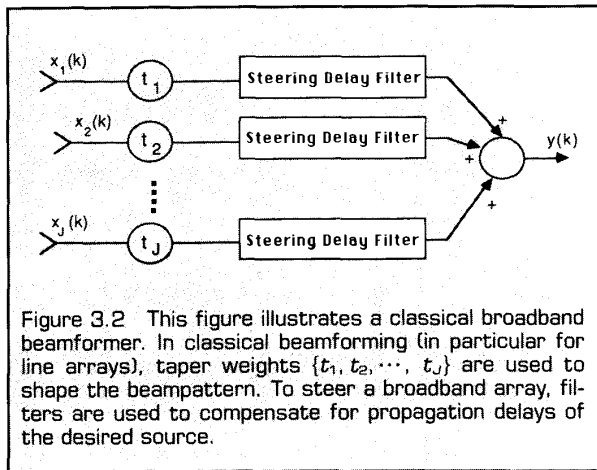 x₁(k)
t₁
Steering Delay Filter
+
x₂(k)
t₂
Steering Delay Filter
+
y(k)
x_J(k)
t_J
Steering Delay Filter
+
Figure 3.2 This figure illustrates a classical broadband
beamformer. In classical beamforming (in particular for
line arrays), taper weights {t₁, t₂, ···, t_J} are used to
shape the beampattern. To steer a broadband array, fil-
ters are used to compensate for propagation delays of
the desired source.